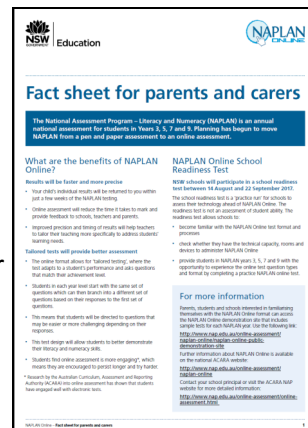 NSW
GOVERNMENT
Education
NAPLAN
ONLINE
Fact sheet for parents and carers
The National Assessment Program – Literacy and Numeracy (NAPLAN) is an annual
national assessment for students in Years 3, 5, 7 and 9. Planning has begun to move
NAPLAN from a pen and paper assessment to an online assessment.
What are the benefits of NAPLAN
Online?
Results will be faster and more precise
• Your child's individual results will be returned to you within
just a few weeks of the NAPLAN assessment.
• Online assessment will reduce the time it takes to mark and
provide feedback to schools, teachers and parents.
• Improved precision and timing of results will help teachers
to tailor their teaching more specifically to address students'
learning needs.
Tailored tests will provide better assessment
• The online format allows for 'tailored testing', where the
test adapts to a student's performance and asks questions
that match their achievement level.
• Students in each year level start with the same set of
questions which can then branch into a different set of
questions based on their responses to the first set of
questions.
• This means that students will be directed to questions that
may be easier or more challenging depending on their
responses.
• This test design will allow students to better demonstrate
their literacy and numeracy skills.
• Students find online assessment is more engaging*, which
means they are encouraged to persist longer and try harder
* Research by the Australian Curriculum, Assessment and Reporting
Authority (ACARA) into online assessment has shown that students
have engaged well with electronic tests.
NAPLAN Online School
Readiness Test
NSW schools will participate in a school readiness
test between 14 August and 22 September 2017.
The school readiness test is a 'practice run' for schools to
assess their technology ahead of NAPLAN Online. The
readiness test is not an assessment of student ability. The
readiness test allows schools to:
• become familiar with the NAPLAN Online test format and
processes
• check whether they have the technical capacity, rooms and
devices to administer NAPLAN Online
• provide students in NAPLAN years 3, 5, 7 and 9 with the
opportunity to experience the online test question types
and format by completing a practice NAPLAN online test.
For more information
Parents, students and schools interested in familiarising
themselves with the NAPLAN Online format can access
the NAPLAN Online demonstration site that includes
sample tests for each NAPLAN year. Use the following link:
http://www.nap.edu.au/online-assessment/
naplan-online/naplan-online-public-
demonstration-site
Further information about NAPLAN Online is available
on the national ACARA website:
http://www.nap.edu.au/online-assessment/
naplan-online
Contact your school principal or visit the ACARA NAP
website for more detailed information:
http://www.nap.edu.au/online-assessment/online-
assessment.html
NAPLAN Online - Fact sheet for parents and carers
1